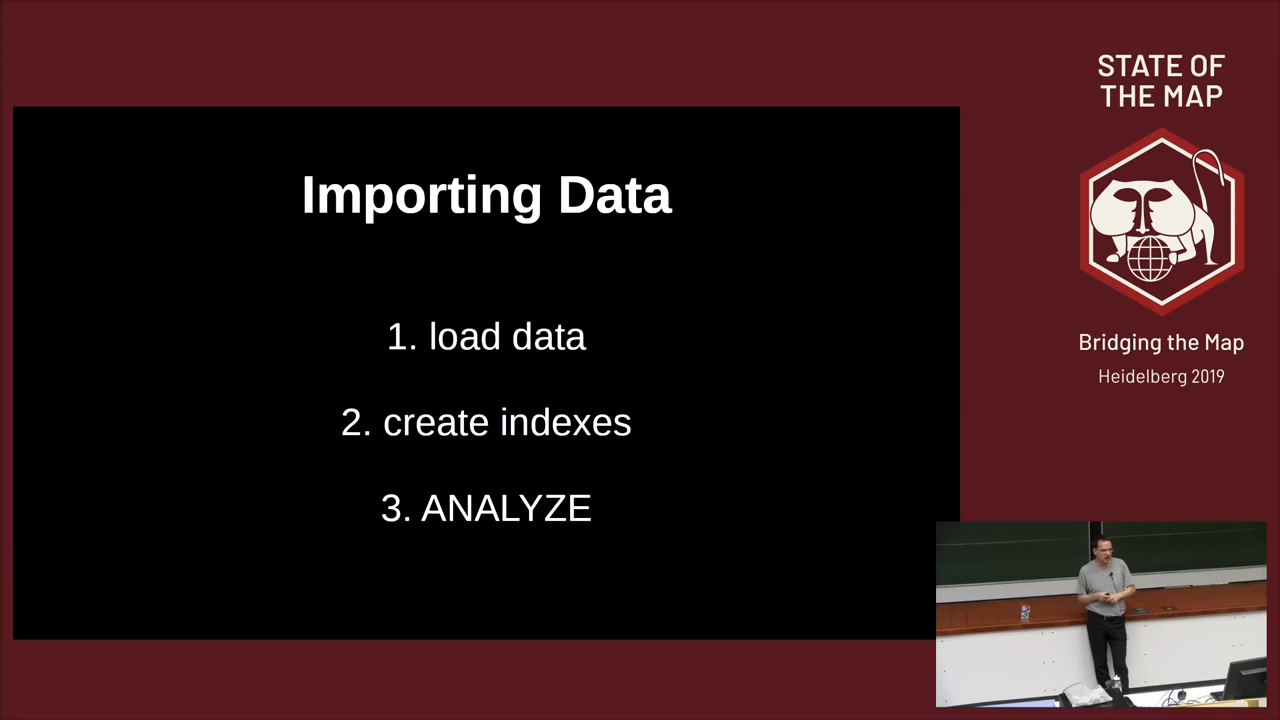 Importing Data
1. load data
2. create indexes
3. ANALYZE
STATE OF
THE MAP
Bridging the Map
Heidelberg 2019